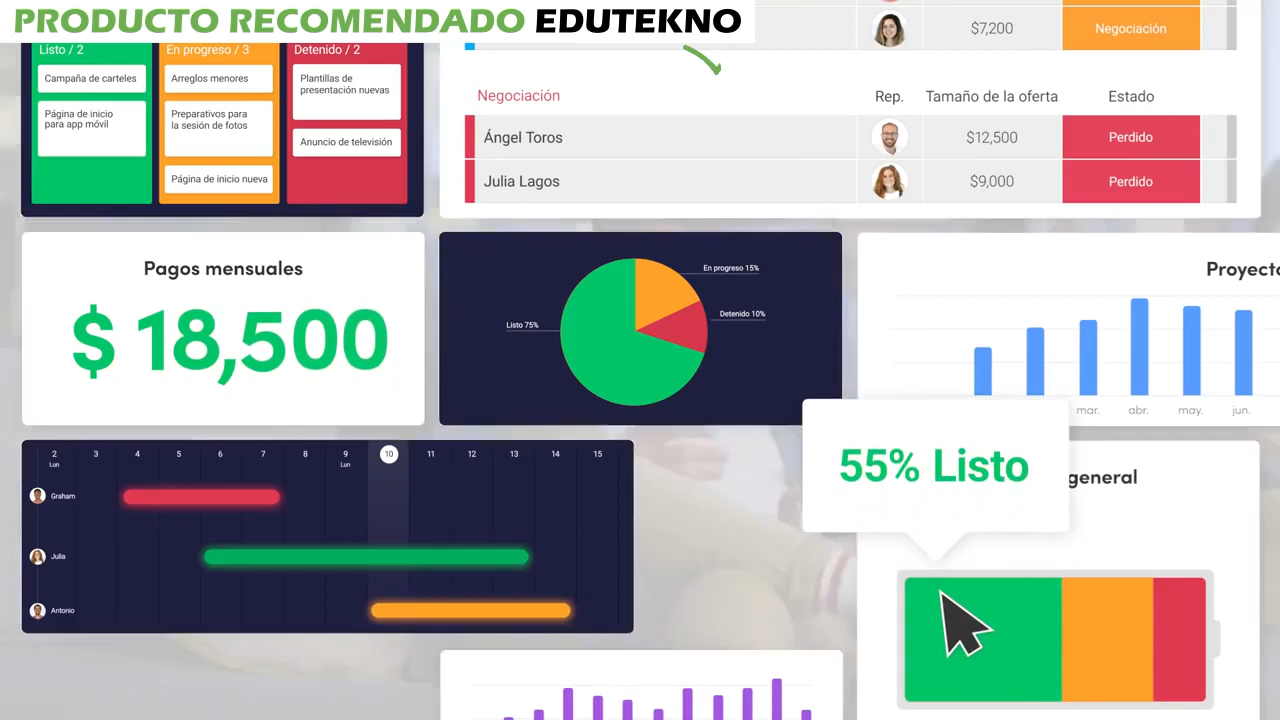 PRODUCTO RECOMENDADO EDUTEKNO
Listo / 2
En progreso / 3
Detenido / 2
Campaña de carteles
Página de inicio
para app móvil
Arreglos menores
Preparativos para
la sesión de fotos
Página de inicio nueva
Plantillas de
presentación nuevas
Anuncio de televisión
$7,200
Negociación
Negociación
Rep.
Tamaño de la oferta
Estado
Ángel Toros
$12,500
Perdido
Julia Lagos
$9,000
Perdido
Pagos mensuales
$ 18,500
En progreso 15%
Detenido 10%
Listo 75%
Proyecto
mar.
abr.
may.
jun.
2
3
4
5
6
7
8
9
10
11
12
13
14
15
Lun
Lun
Graham
Julia
Antonio
55% Listo
general